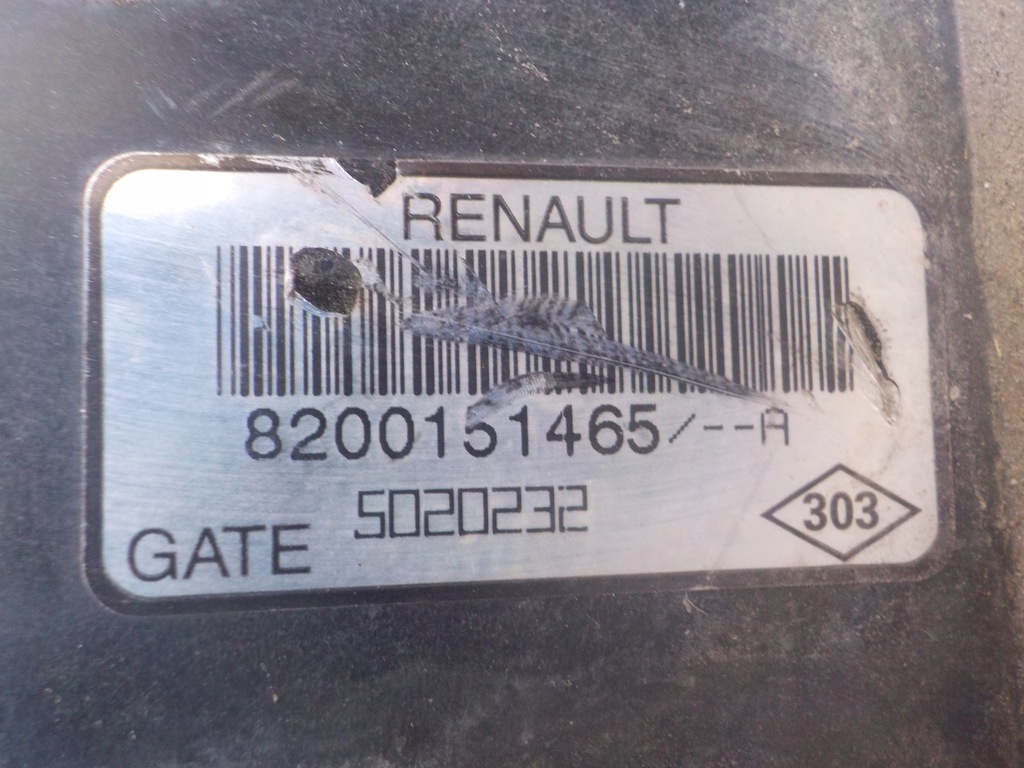 RENAULT
8200151465/--A
5020232
GATE
303